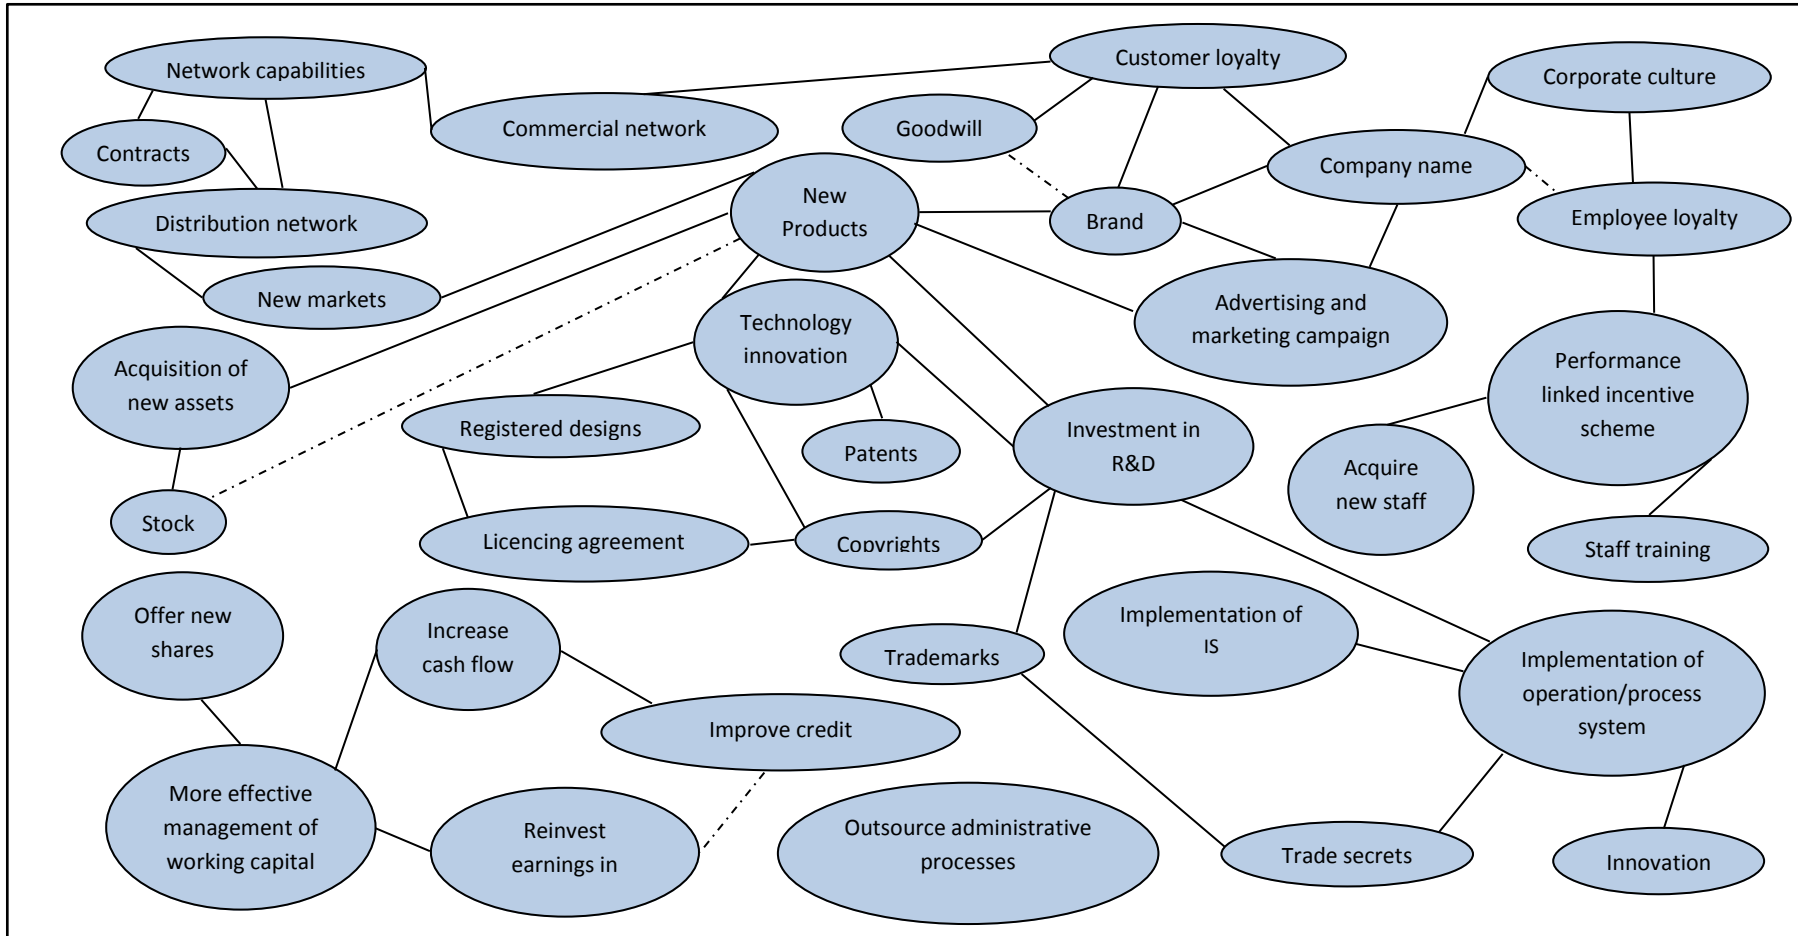 Network capabilities
Customer loyalty
Corporate culture
Contracts
Commercial network
Goodwill
Company name
Distribution network
New
Products
Brand
Employee loyalty
New markets
Technology
innovation
Advertising and
marketing campaign
Acquisition of
new assets
Performance
linked incentive
scheme
Registered designs
Patents
Investment in
R&D
Acquire
new staff
Stock
Licencing agreement
Copyrights
Staff training
Offer new
shares
Increase
cash flow
Trademarks
Implementation of
IS
Implementation of
operation/process
system
Improve credit
More effective
management of
working capital
Reinvest
earnings in
Outsource administrative
processes
Trade secrets
Innovation